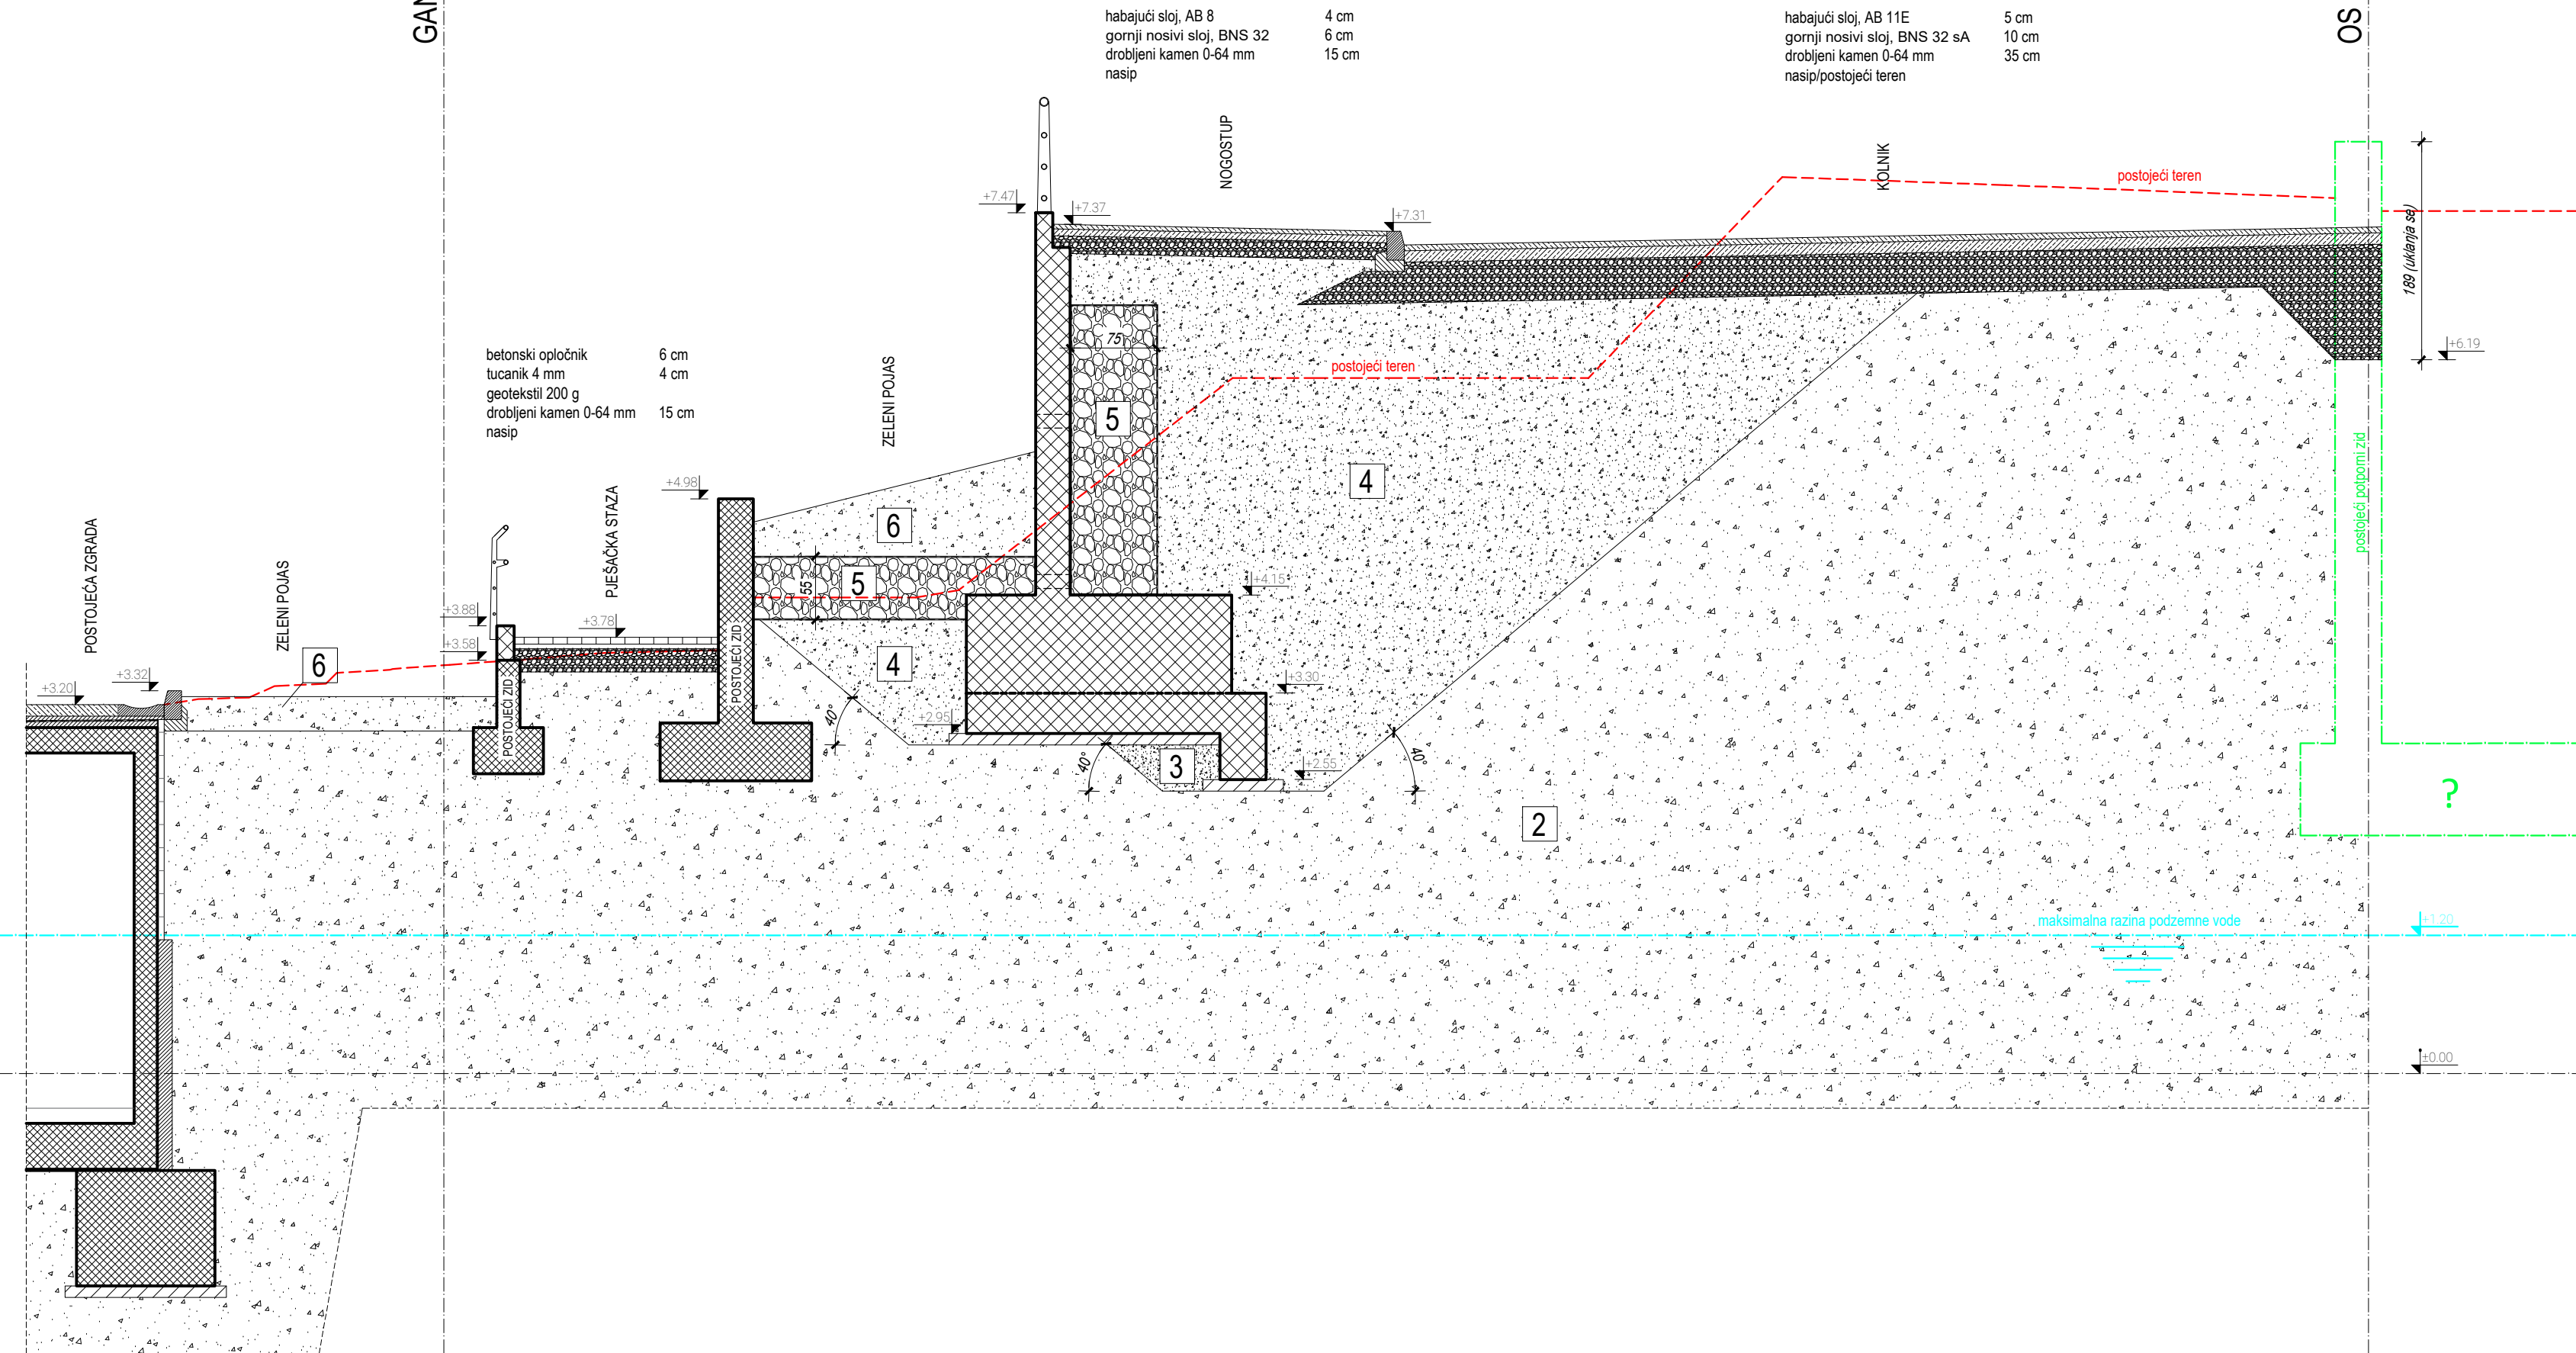 GAN
OS
habajući sloj, AB 8 4 cm
gornji nosivi sloj, BNS 32 6 cm
drobljeni kamen 0-64 mm 15 cm
nasip
habajući sloj, AB 11E 5 cm
gornji nosivi sloj, BNS 32 sA 10 cm
drobljeni kamen 0-64 mm 35 cm
nasip/postojeći teren
NOGOSTUP
KOLNIK
postojeći teren
+7.47
+7.37
+7.31
189 (uklanja se)
+6.19
75
postojeći teren
betonski opločnik 6 cm
tucanik 4 mm 4 cm
geotekstil 200 g
drobljeni kamen 0-64 mm 15 cm
nasip
ZELENI POJAS
5
4
postojeći potporni zid
+4.98
6
POSTOJEĆA ZGRADA
ZELENI POJAS
PJEŠAČKA STAZA
55
5
+4.15
+3.88
+3.78
+3.58
6
4
POSTOJEĆI ZID
POSTOJEĆI ZID
+3.20
+3.32
+3.30
40°
+2.95
40°
3
+2.55
40°
2
?
maksimalna razina podzemne vode
+1.20
±0.00